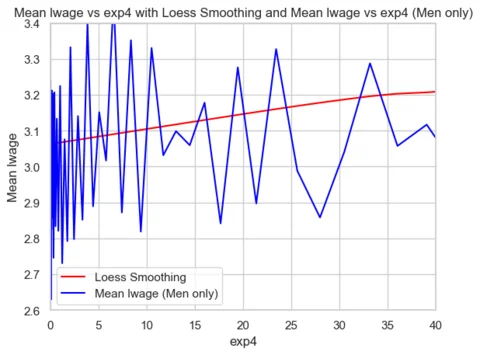 Mean lwage vs exp4 with Loess Smoothing and Mean lwage vs exp4 (Men only)
3.4
3.3
3.2
3.1
3.0
2.9
2.8
2.7
2.6
Mean lwage
Loess Smoothing
Mean lwage (Men only)
0 5 10 15 20 25 30 35 40
exp4